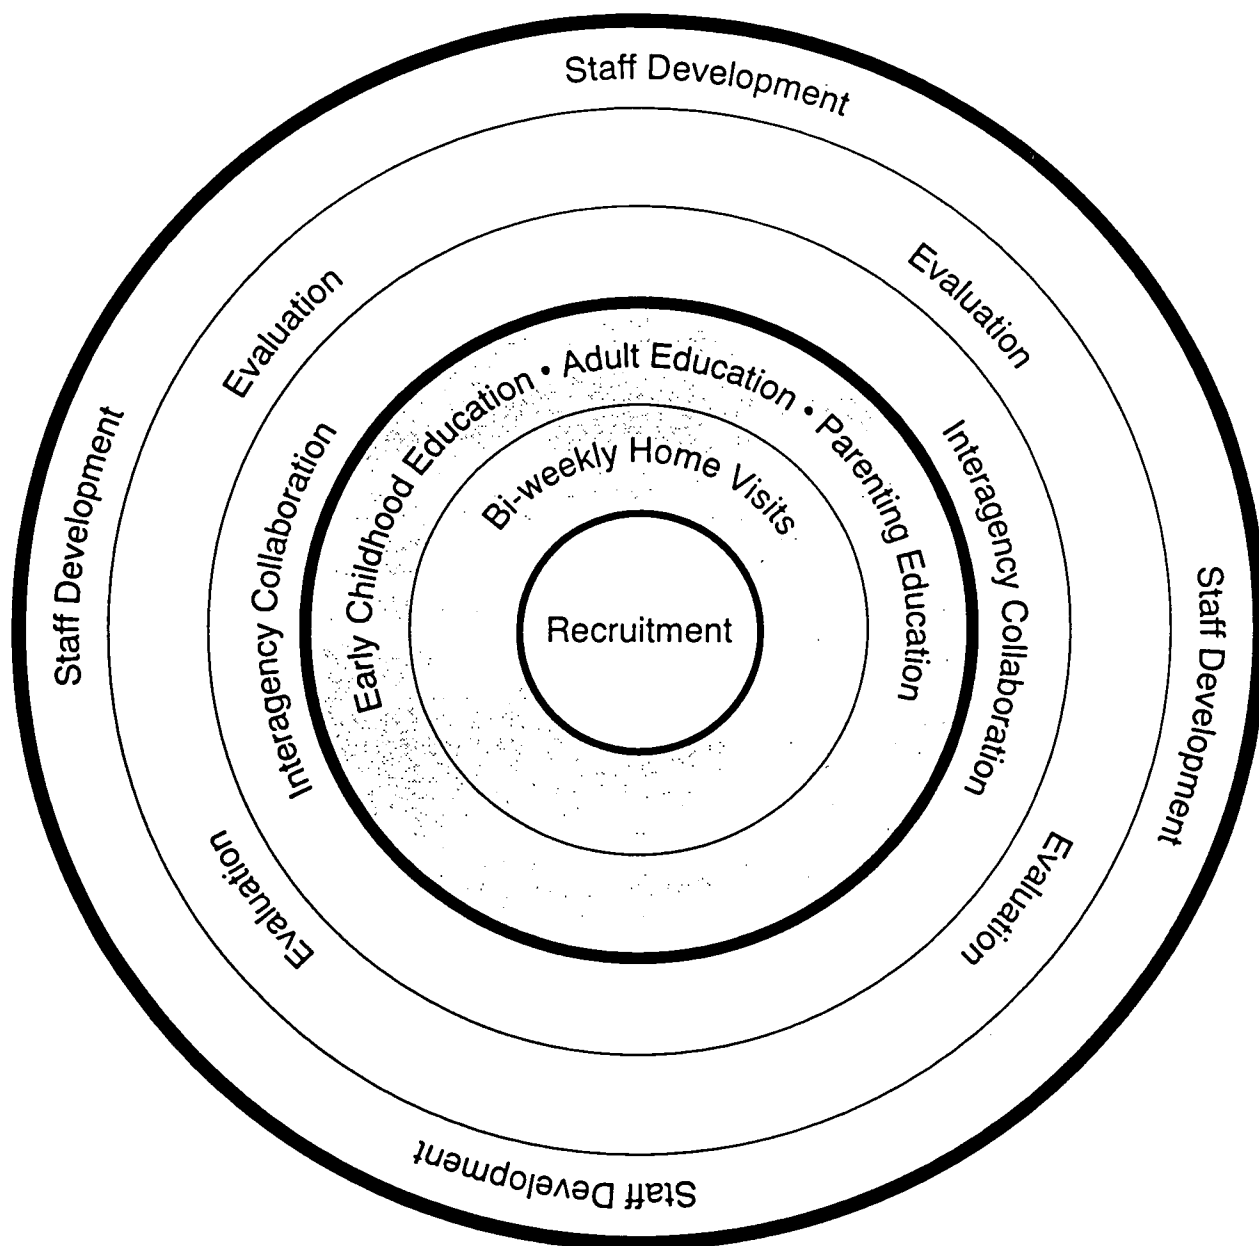 Staff Development
Evaluation
Evaluation
Early Childhood Education • Adult Education • Parenting Education
Bi-weekly Home Visits
Staff Development
Interagency Collaboration
Interagency Collaboration
Recruitment
Staff Development
Evaluation
Evaluation
Staff Development